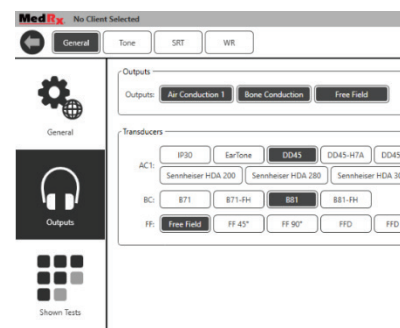 MedRx No Client Selected
General Tone SRT WR
Outputs
Outputs: Air Conduction 1 Bone Conduction Free Field
General
Transducers
AC1: IP30 EarTone DD45 DD45-H7A DD45
Sennheiser HDA 200 Sennheiser HDA 280 Sennheiser HDA 30
BC: B71 B71-FH B81 B81-FH
Outputs
FF: Free Field FF 45° FF 90° FFD FFD
Shown Tests